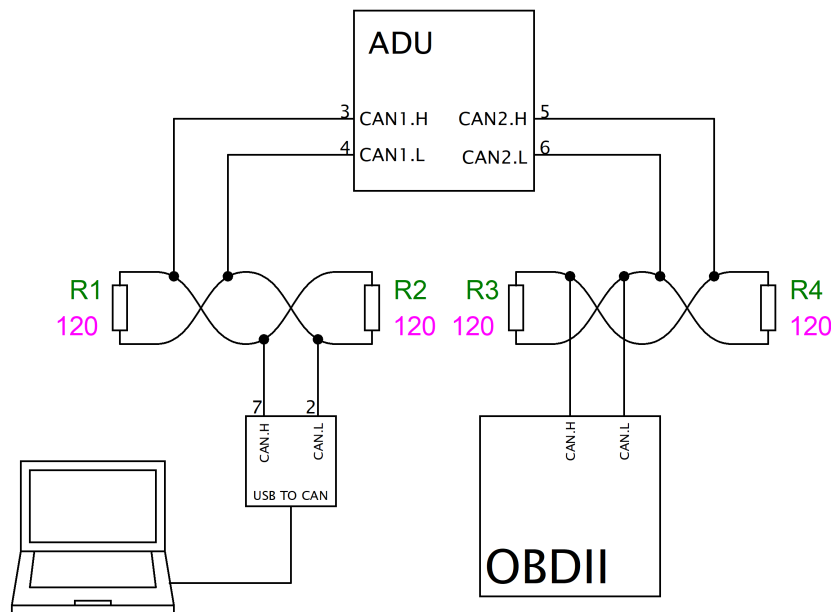 ADU
3 CAN1.H CAN2.H 5
4 CAN1.L CAN2.L 6
R1 R2 R3 R4
120 120 120 120
7 2
CAN.H CAN.L CAN.H CAN.L
USB TO CAN
OBDII